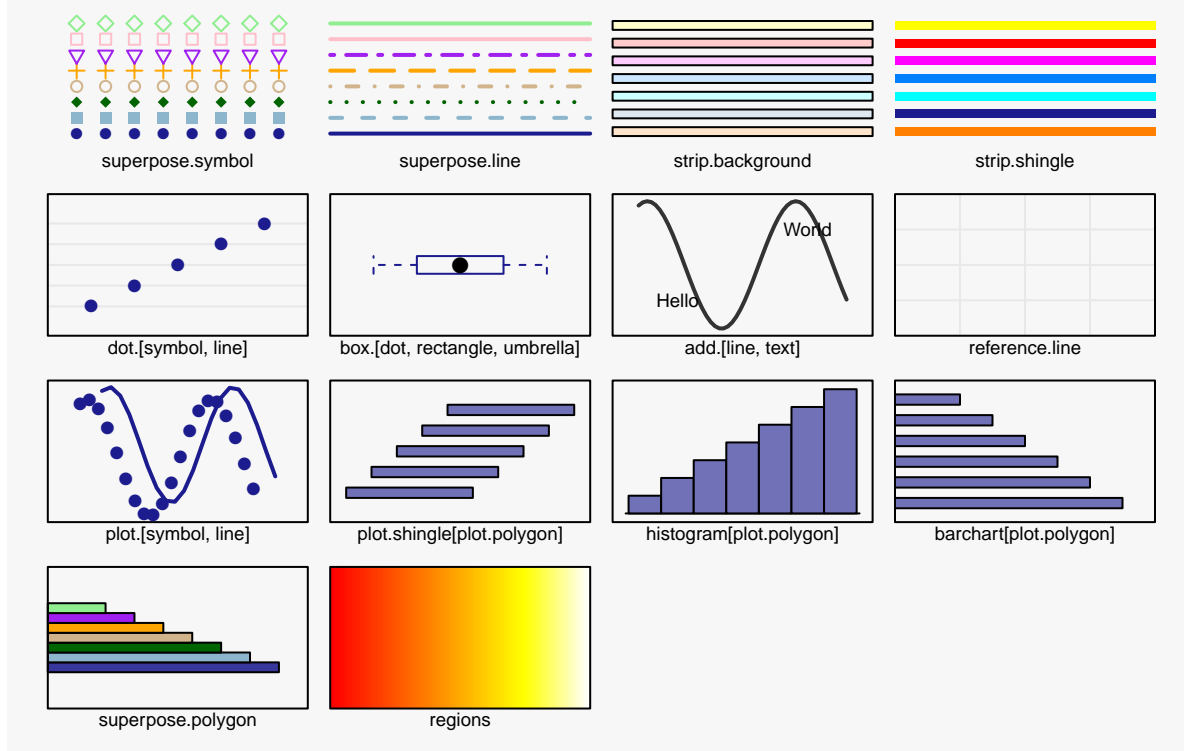 superpose.symbol
superpose.line
strip.background
strip.shingle
World
Hello
dot.[symbol, line]
box.[dot, rectangle, umbrella]
add.[line, text]
reference.line
plot.[symbol, line]
plot.shingle[plot.polygon]
histogram[plot.polygon]
barchart[plot.polygon]
superpose.polygon
regions